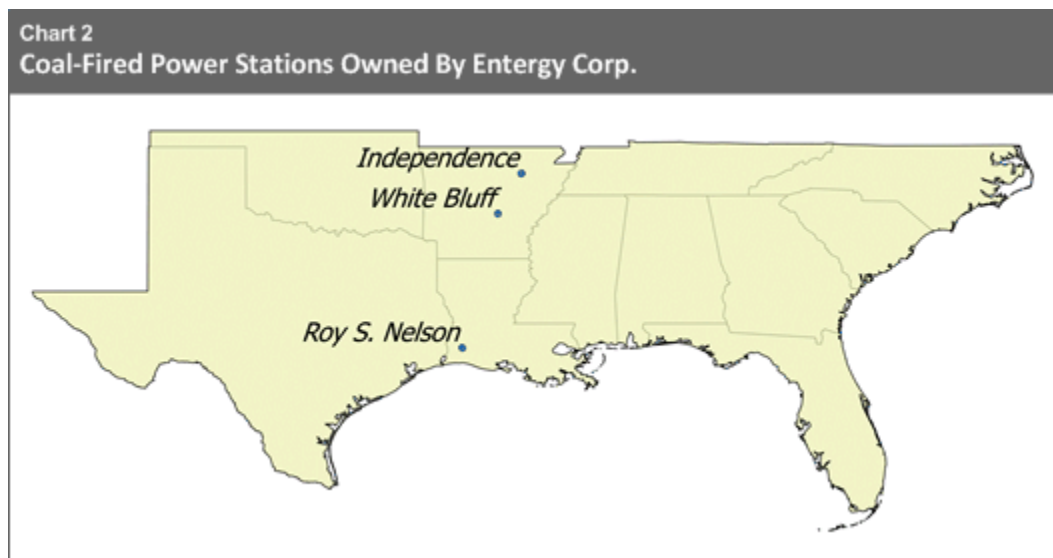 Chart 2
Coal-Fired Power Stations Owned By Entergy Corp.
Independence
White Bluff
Roy S. Nelson